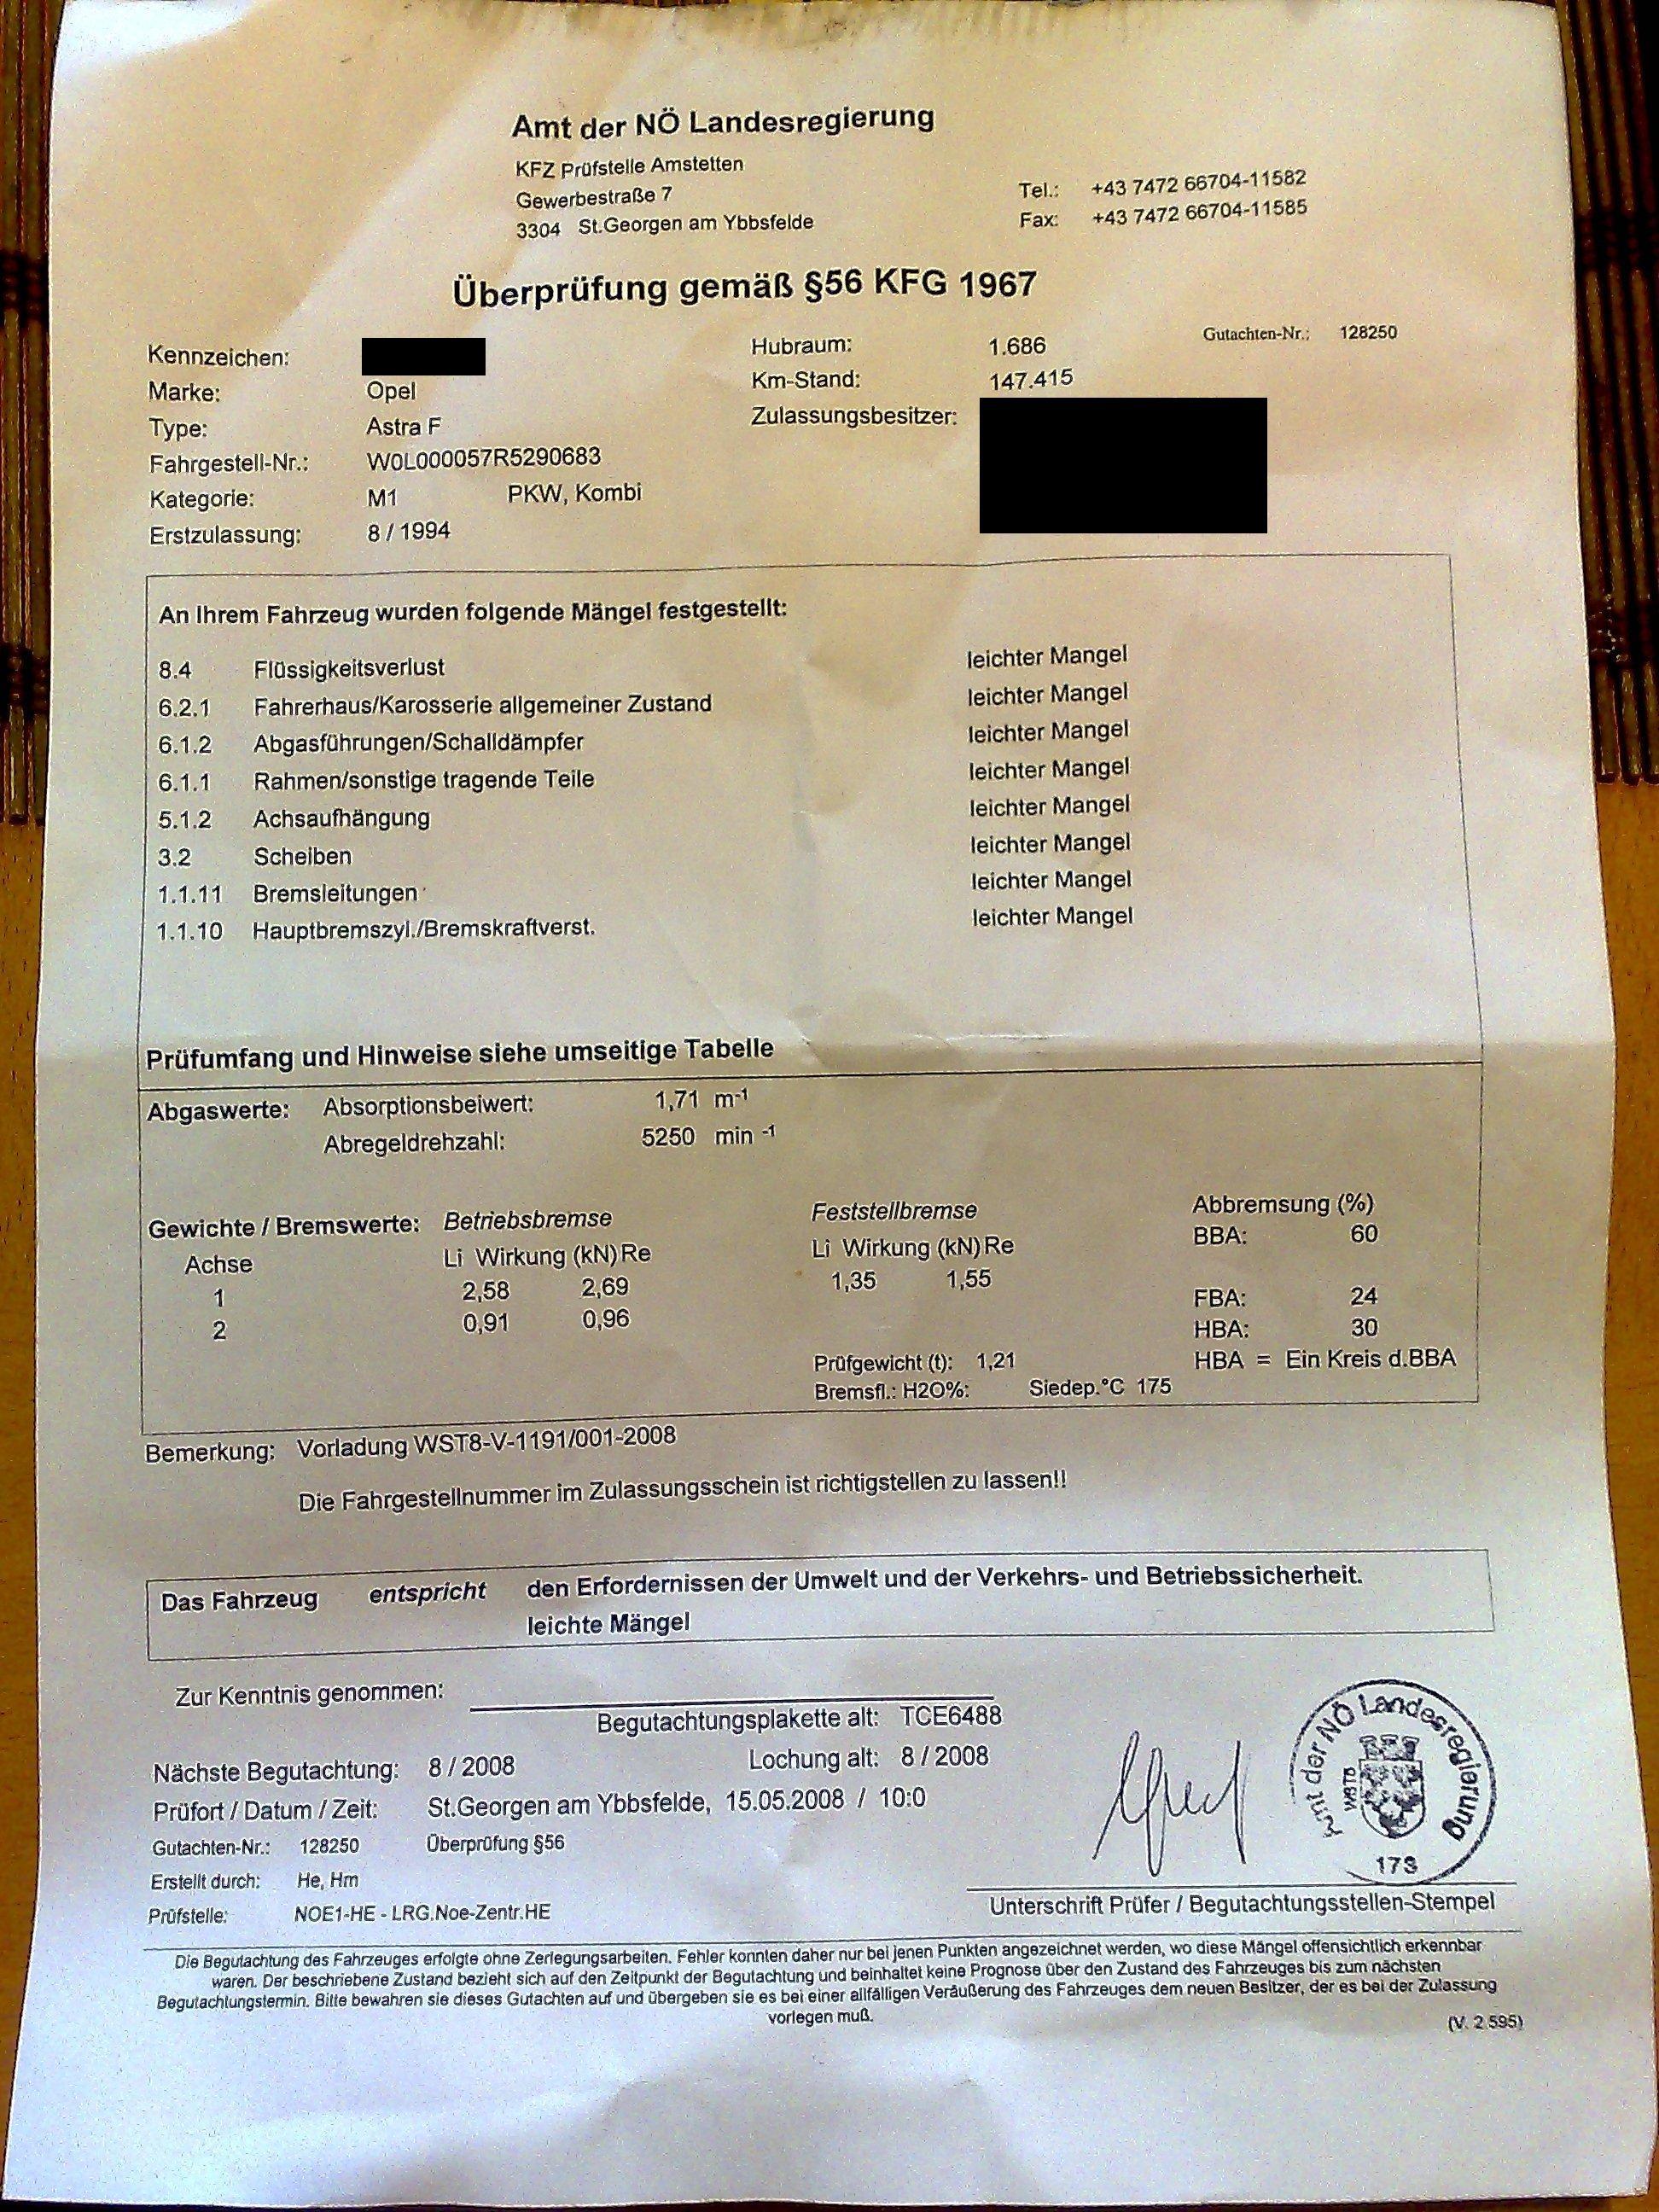 Amt der NÖ Landesregierung
KFZ Prüfstelle Amstetten
Gewerbestraße 7
3304 St.Georgen am Ybbsfelde
Tel.: +43 7472 66704-11582
Fax: +43 7472 66704-11585
Überprüfung gemäß §56 KFG 1967
Gutachten-Nr.: 128250
Kennzeichen:
Hubraum: 1.686
Marke: Opel
Km-Stand: 147.415
Type: Astra F
Zulassungsbesitzer:
Fahrgestell-Nr.: W0L000057R5290683
Kategorie: M1 PKW, Kombi
Erstzulassung: 8 / 1994
An Ihrem Fahrzeug wurden folgende Mängel festgestellt:
8.4 Flüssigkeitsverlust leichter Mangel
6.2.1 Fahrerhaus/Karosserie allgemeiner Zustand leichter Mangel
6.1.2 Abgasführungen/Schalldämpfer leichter Mangel
6.1.1 Rahmen/sonstige tragende Teile leichter Mangel
5.1.2 Achsaufhängung leichter Mangel
3.2 Scheiben leichter Mangel
1.1.11 Bremsleitungen leichter Mangel
1.1.10 Hauptbremszyl./Bremskraftverst. leichter Mangel
Prüfumfang und Hinweise siehe umseitige Tabelle
Abgaswerte: Absorptionsbeiwert: 1,71 m-1
Abregeldrehzahl: 5250 min -1
Gewichte / Bremswerte: Betriebsbremse Feststellbremse Abbremsung (%)
Achse Li Wirkung (kN) Re Li Wirkung (kN) Re BBA: 60
1 2,58 2,69 1,35 1,55 FBA: 24
2 0,91 0,96 HBA: 30
Prüfgewicht (t): 1,21 HBA = Ein Kreis d.BBA
Bremsfl.: H2O%: Siedep.°C 175
Bemerkung: Vorladung WST8-V-1191/001-2008
Die Fahrgestellnummer im Zulassungsschein ist richtigstellen zu lassen!!
Das Fahrzeug entspricht den Erfordernissen der Umwelt und der Verkehrs- und Betriebssicherheit.
leichte Mängel
Zur Kenntnis genommen:
Begutachtungsplakette alt: TCE6488
Nächste Begutachtung: 8 / 2008 Lochung alt: 8 / 2008
Prüfort / Datum / Zeit: St.Georgen am Ybbsfelde, 15.05.2008 / 10:0
Gutachten-Nr.: 128250 Überprüfung §56
Erstellt durch: He, Hm
Prüfstelle: NOE1-HE - LRG.Noe-Zentr.HE
Amt der NÖ Landesregierung
WST8
173
Unterschrift Prüfer / Begutachtungsstellen-Stempel
Die Begutachtung des Fahrzeuges erfolgte ohne Zerlegungsarbeiten. Fehler konnten daher nur bei jenen Punkten angezeichnet werden, wo diese Mängel offensichtlich erkennbar
waren. Der beschriebene Zustand bezieht sich auf den Zeitpunkt der Begutachtung und beinhaltet keine Prognose über den Zustand des Fahrzeuges bis zum nächsten
Begutachtungstermin. Bitte bewahren sie dieses Gutachten auf und übergeben sie es bei einer allfälligen Veräußerung des Fahrzeuges dem neuen Besitzer, der es bei der Zulassung
vorlegen muß.
(V. 2.595)